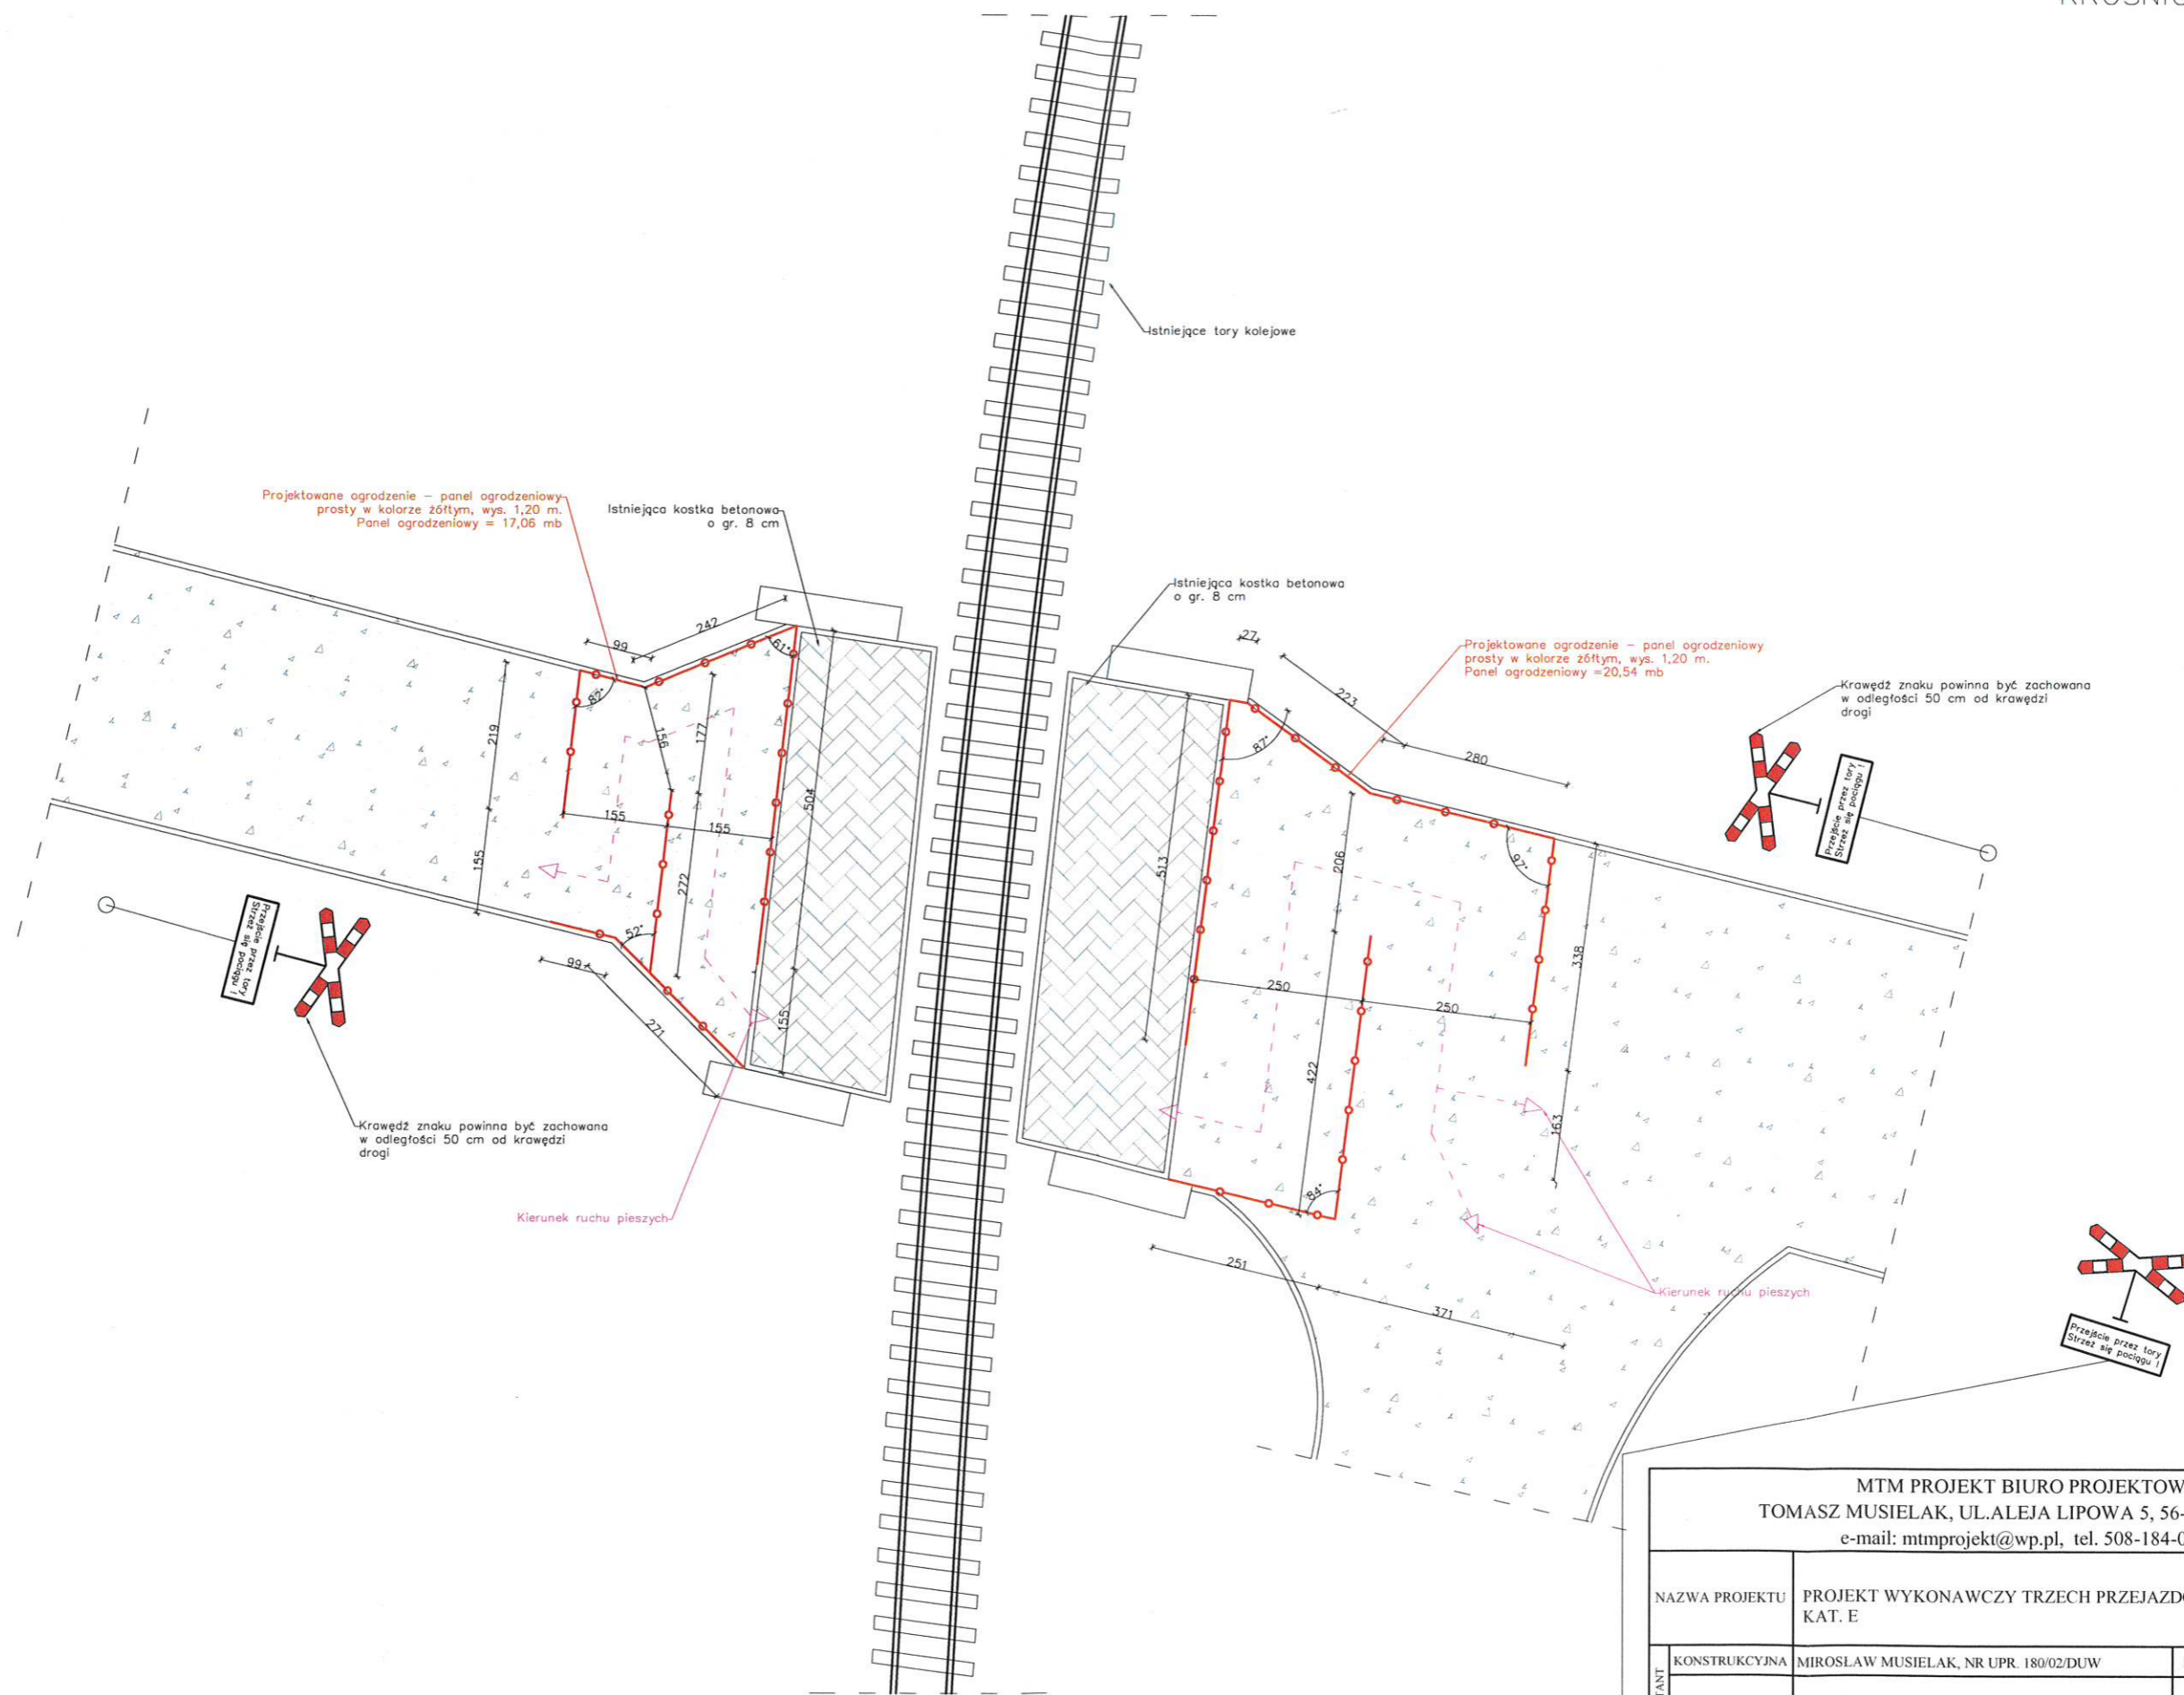 Istniejące tory kolejowe
Projektowane ogrodzenie – panel ogrodzeniowy
prosty w kolorze żółtym, wys. 1,20 m.
Panel ogrodzeniowy = 17,06 mb
Istniejąca kostka betonowa
o gr. 8 cm
Istniejąca kostka betonowa
o gr. 8 cm
Projektowane ogrodzenie – panel ogrodzeniowy
prosty w kolorze żółtym, wys. 1,20 m.
Panel ogrodzeniowy =20,54 mb
Krawędź znaku powinna być zachowana
w odległości 50 cm od krawędzi
drogi
Przejście przez tory
Strzeż się pociągu !
99
242
61°
82°
219
156
177
504
155
155
155
272
52°
99
271
155
27
223
280
87°
97°
513
206
250
250
338
422
163
84°
251
371
Przejście przez tory
Strzeż się pociągu !
Krawędź znaku powinna być zachowana
w odległości 50 cm od krawędzi
drogi
Kierunek ruchu pieszych
Kierunek ruchu pieszych
Przejście przez tory
Strzeż się pociągu !
MTM PROJEKT BIURO PROJEKTOW
TOMASZ MUSIELAK, UL.ALEJA LIPOWA 5, 56-
e-mail: mtmprojekt@wp.pl, tel. 508-184-0
NAZWA PROJEKTU
PROJEKT WYKONAWCZY TRZECH PRZEJAZD
KAT. E
KONSTRUKCYJNA
MIROSLAW MUSIELAK, NR UPR. 180/02/DUW